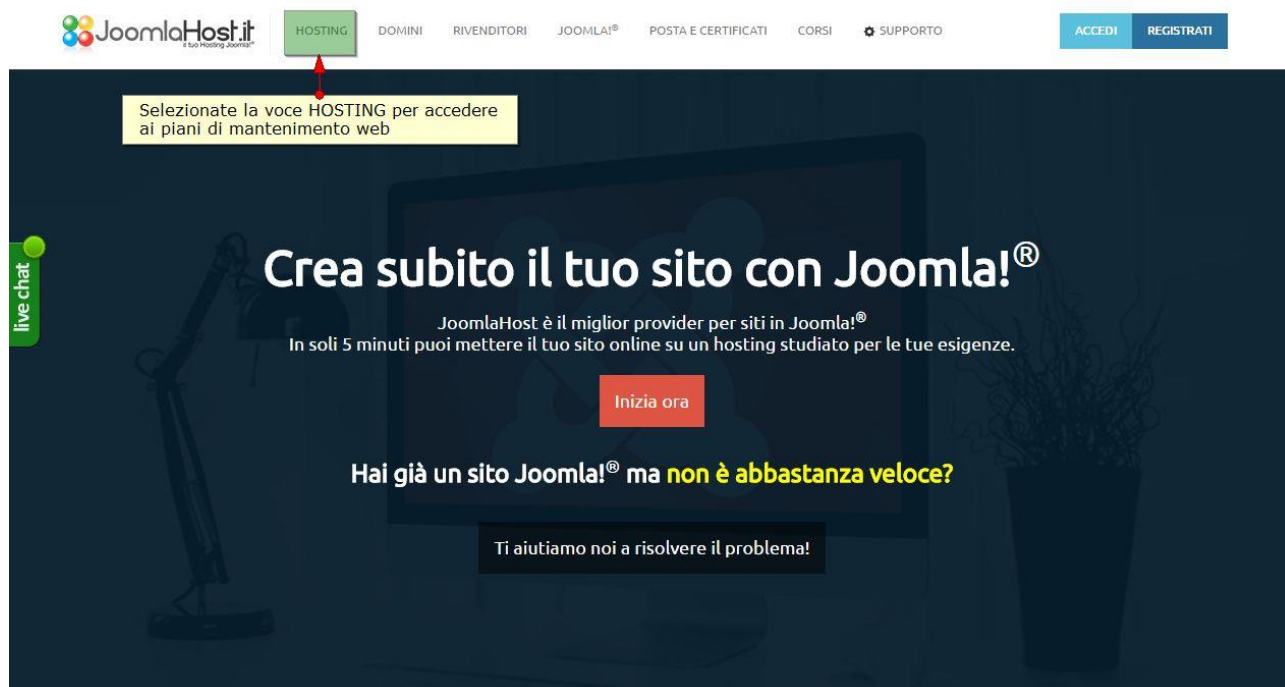 JoomlaHost.it
il tuo Hosting Joomla!®
HOSTING
DOMINI
RIVENDITORI
JOOMLA!®
POSTA E CERTIFICATI
CORSI
SUPPORTO
ACCEDI
REGISTRATI
Selezionate la voce HOSTING per accedere
ai piani di mantenimento web
live chat
Crea subito il tuo sito con Joomla!®
JoomlaHost è il miglior provider per siti in Joomla!®
In soli 5 minuti puoi mettere il tuo sito online su un hosting studiato per le tue esigenze.
Inizia ora
Hai già un sito Joomla!® ma non è abbastanza veloce?
Ti aiutiamo noi a risolvere il problema!